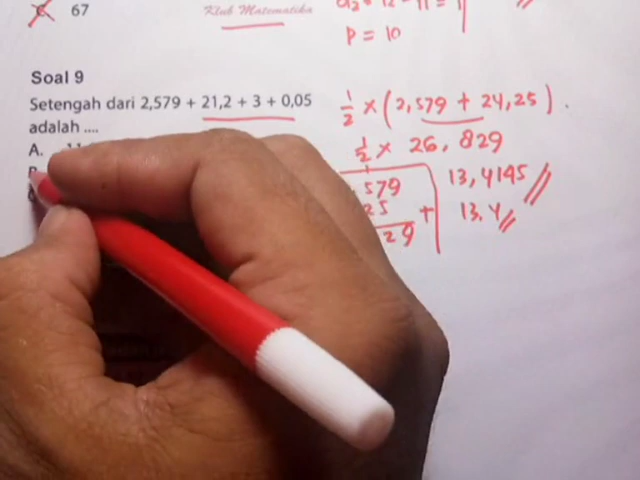 67
Klub Matematika
P = 10
Soal 9
Setengah dari 2,579 + 21,2 + 3 + 0,05
adalah ....
A.
1/2 × (2,579 + 24,25) .
1/2 × 26,829
579
25 +
29
13,4145
13,4